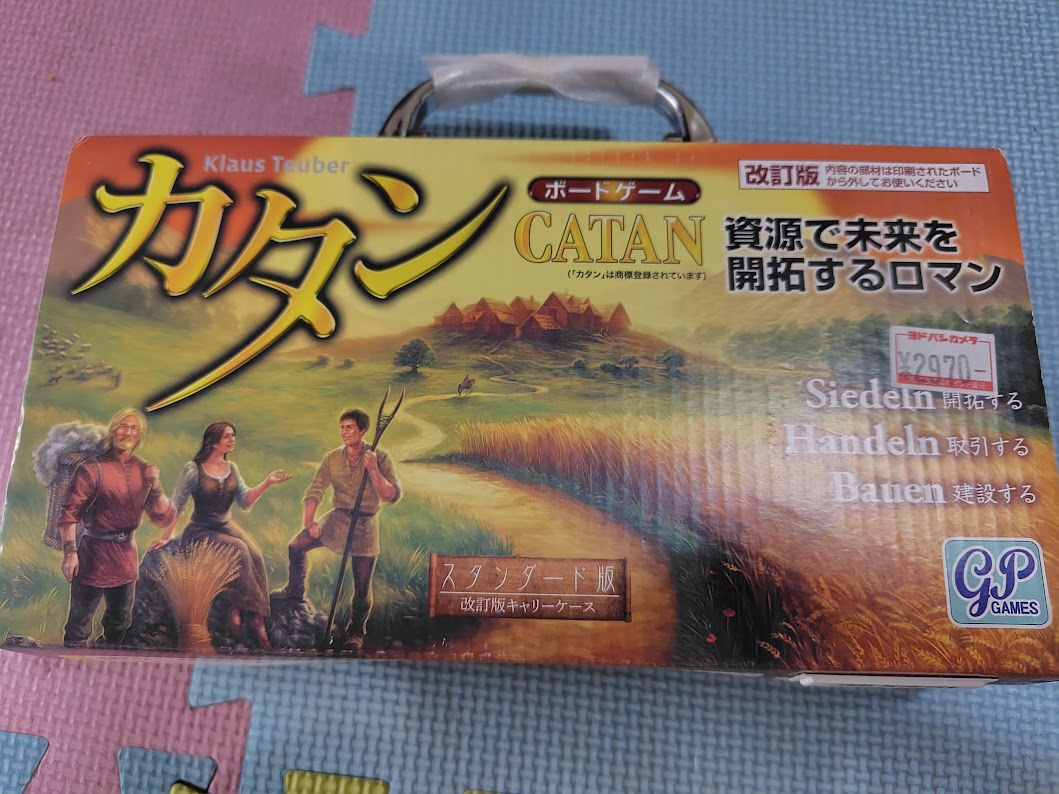 Klaus Teuber
カタン
ボードゲーム
CATAN
(「カタン」は商標登録されています)
改訂版
内容の部材は印刷されたボード
から外してお使いください
資源で未来を
開拓するロマン
ヨドバシカメラ
¥2970-
Siedeln 開拓する
Handeln 取引する
Bauen 建設する
スタンダード版
改訂版キャリーケース
GP
GAMES